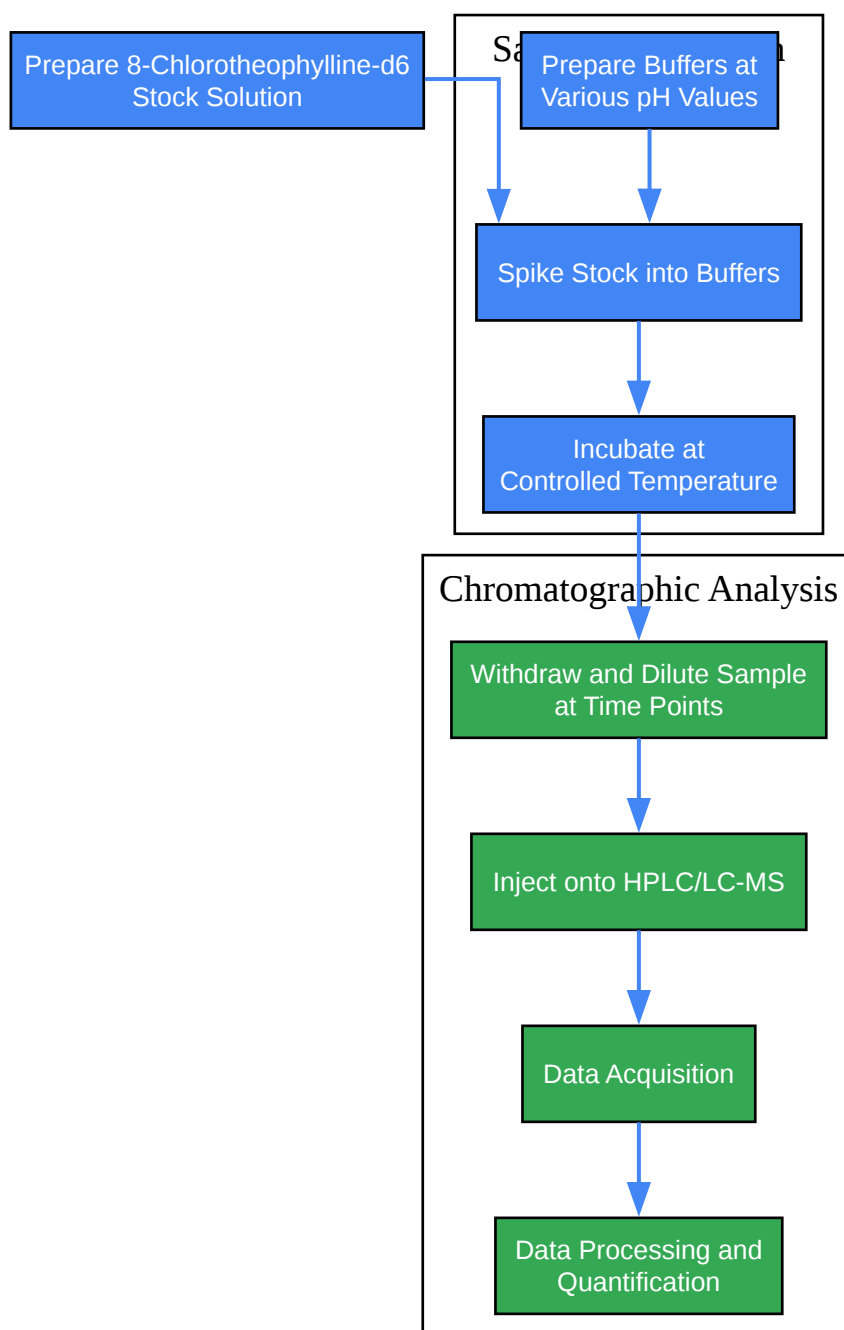 Prepare 8-Chlorotheophylline-d6
Stock Solution
Prepare Buffers at
Various pH Values
Spike Stock into Buffers
Incubate at
Controlled Temperature
Chromatographic Analysis
Withdraw and Dilute Sample
at Time Points
Inject onto HPLC/LC-MS
Data Acquisition
Data Processing and
Quantification